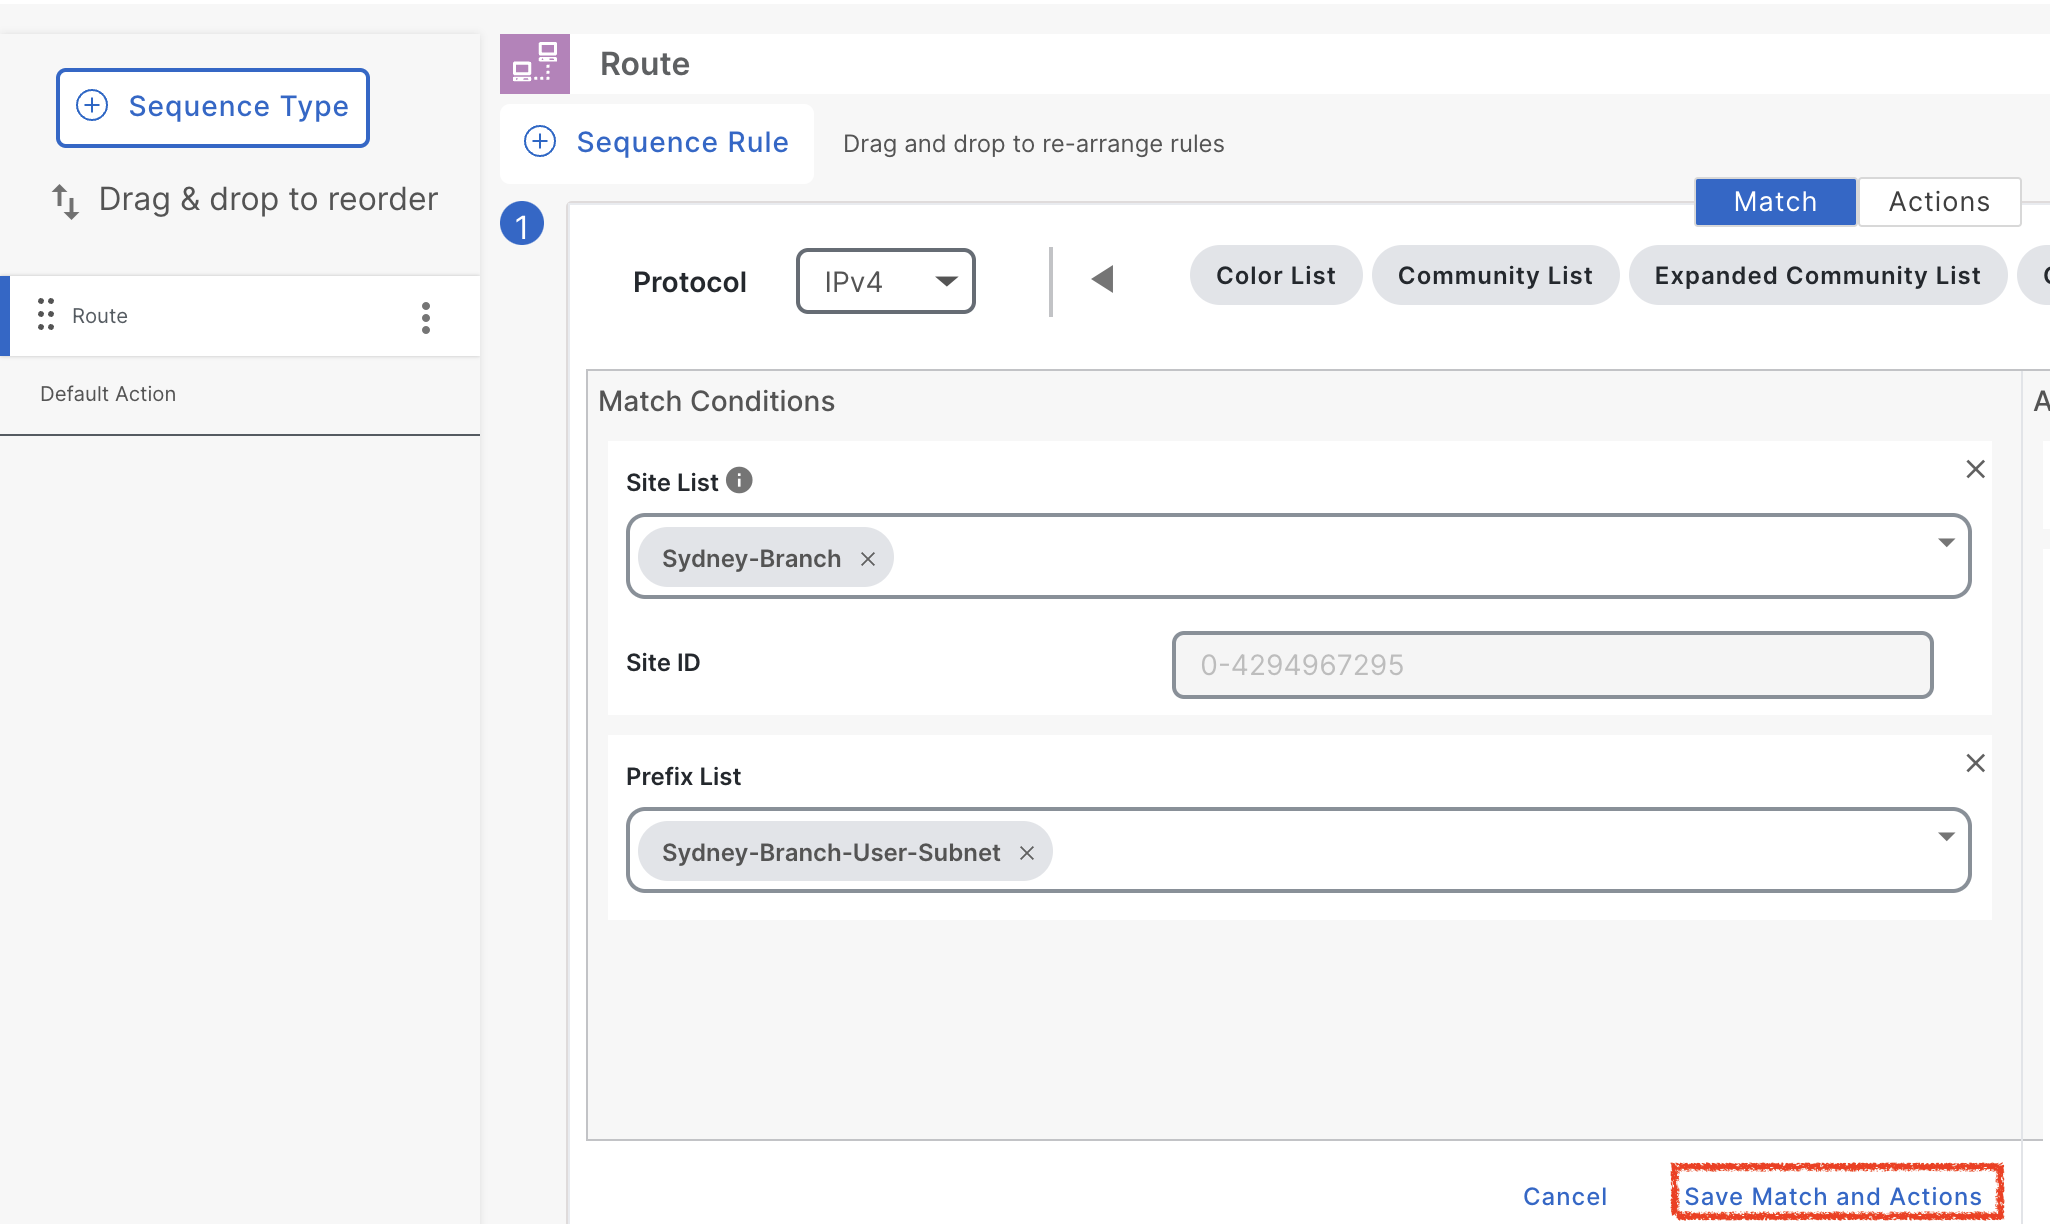 Sequence Type
Drag & drop to reorder
Route
Default Action
Route
Sequence Rule
Drag and drop to re-arrange rules
1
Match
Actions
Protocol
IPv4
Color List
Community List
Expanded Community List
Match Conditions
Site List
Sydney-Branch
Site ID
0-4294967295
Prefix List
Sydney-Branch-User-Subnet
Cancel
Save Match and Actions